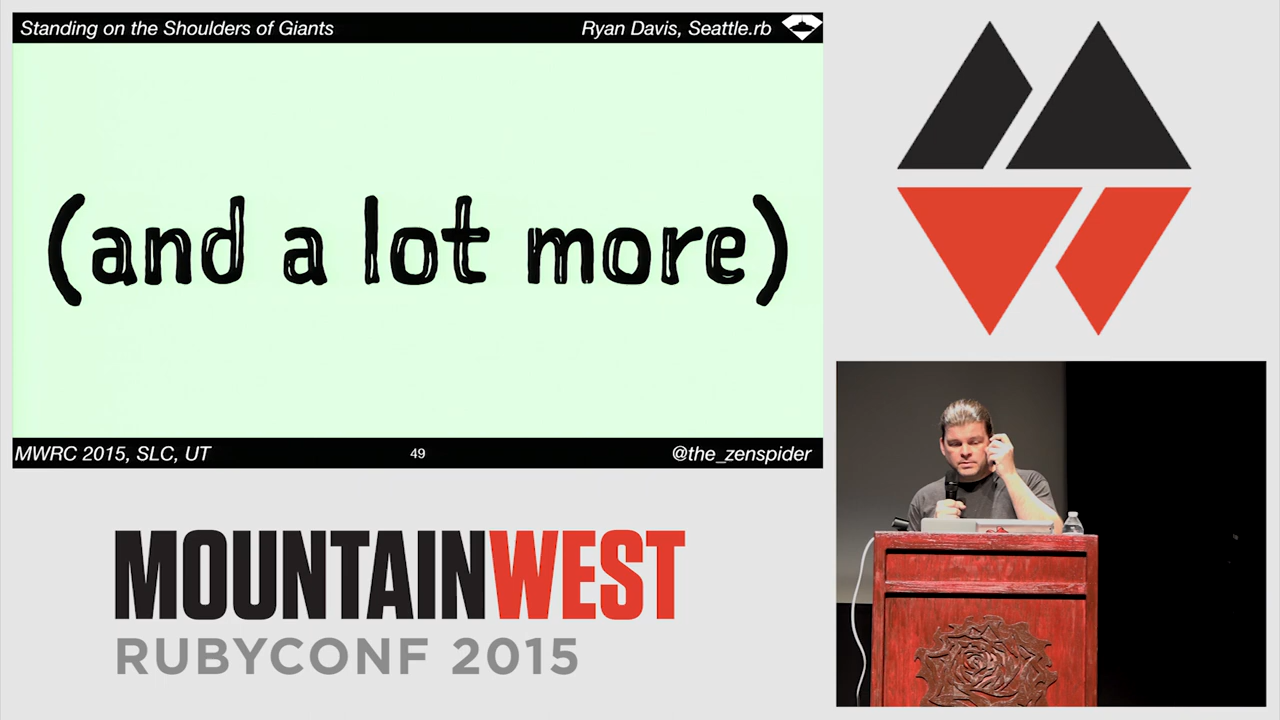 Standing on the Shoulders of Giants
Ryan Davis, Seattle.rb
(and a lot more)
MWRC 2015, SLC, UT
49
@the_zenspider
MOUNTAINWEST
RUBYCONF 2015